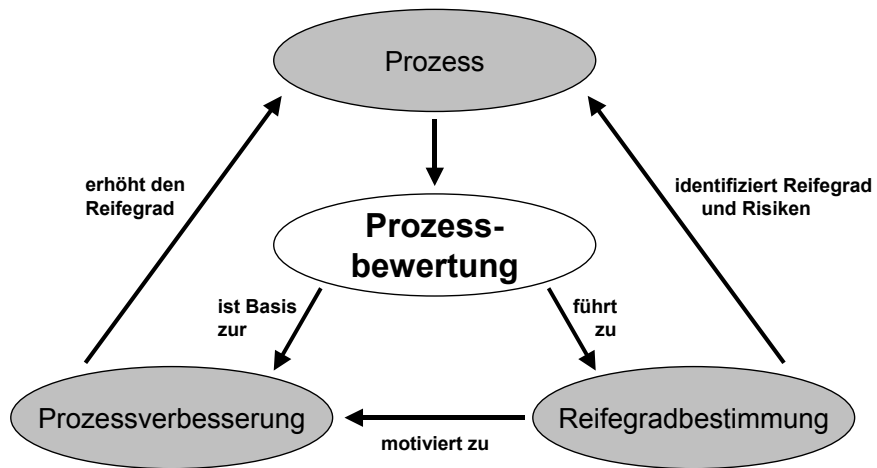 Prozess
erhöht den
Reifegrad
identifiziert Reifegrad
und Risiken
Prozess-
bewertung
ist Basis
zur
führt
zu
Prozessverbesserung
Reifegradbestimmung
motiviert zu